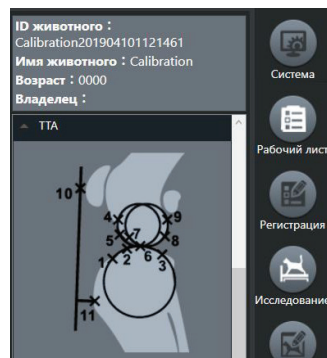 ID животного：
Calibration201904101121461
Имя животного：Calibration
Возраст：0000
Владелец：
TTA
10
4
9
5
7
8
1
2
6
3
11
Система
Рабочий лист
Регистрация
Исследование